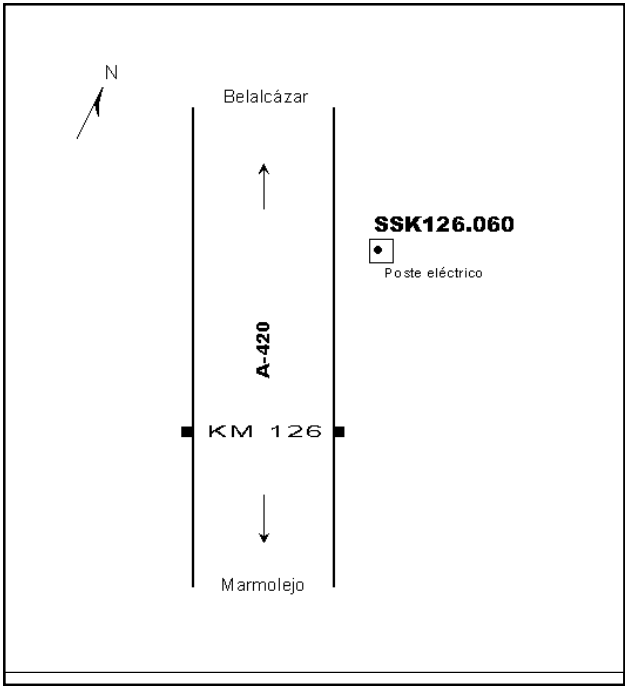 N
Belalcázar
SSK126.060
Poste eléctrico
A-420
KM 126
Marmolejo